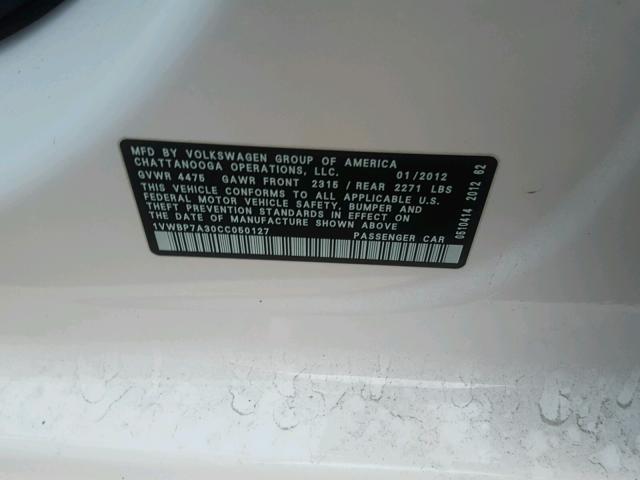 MFD BY VOLKSWAGEN GROUP OF AMERICA
CHATTANOOGA OPERATIONS, LLC. 01/2012
GVWR 4475 GAWR FRONT 2315 / REAR 2271 LBS
THIS VEHICLE CONFORMS TO ALL APPLICABLE U.S.
FEDERAL MOTOR VEHICLE SAFETY, BUMPER AND
THEFT PREVENTION STANDARDS IN EFFECT ON
THE DATE OF MANUFACTURE SHOWN ABOVE
1VWBP7A30CC050127 PASSENGER CAR
0510414 2012 62